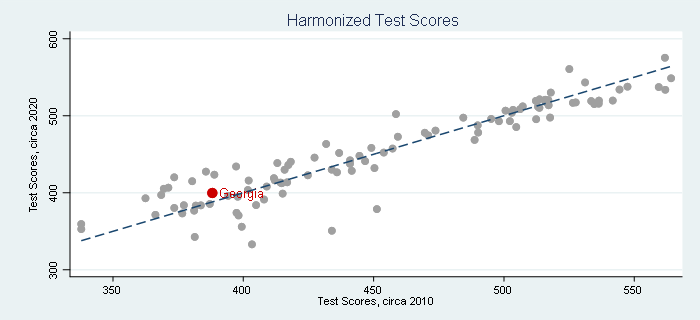 Harmonized Test Scores
Test Scores, circa 2020
600
500
400
300
Georgia
350
400
450
500
550
Test Scores, circa 2010